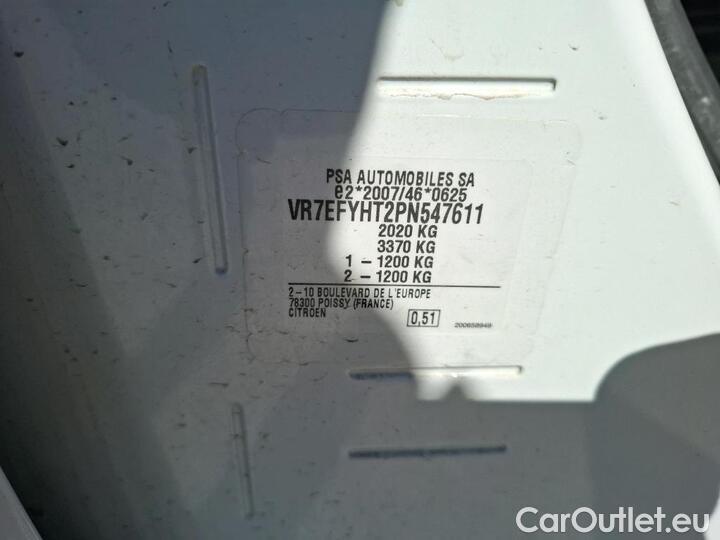 PSA AUTOMOBILES SA
e2*2007/46*0625
VR7EFYHT2PN547611
2020 KG
3370 KG
1 – 1200 KG
2 – 1200 KG
2–10 BOULEVARD DE L'EUROPE
78300 POISSY (FRANCE)
CITROEN
0,51
200658949
CarOutlet.eu